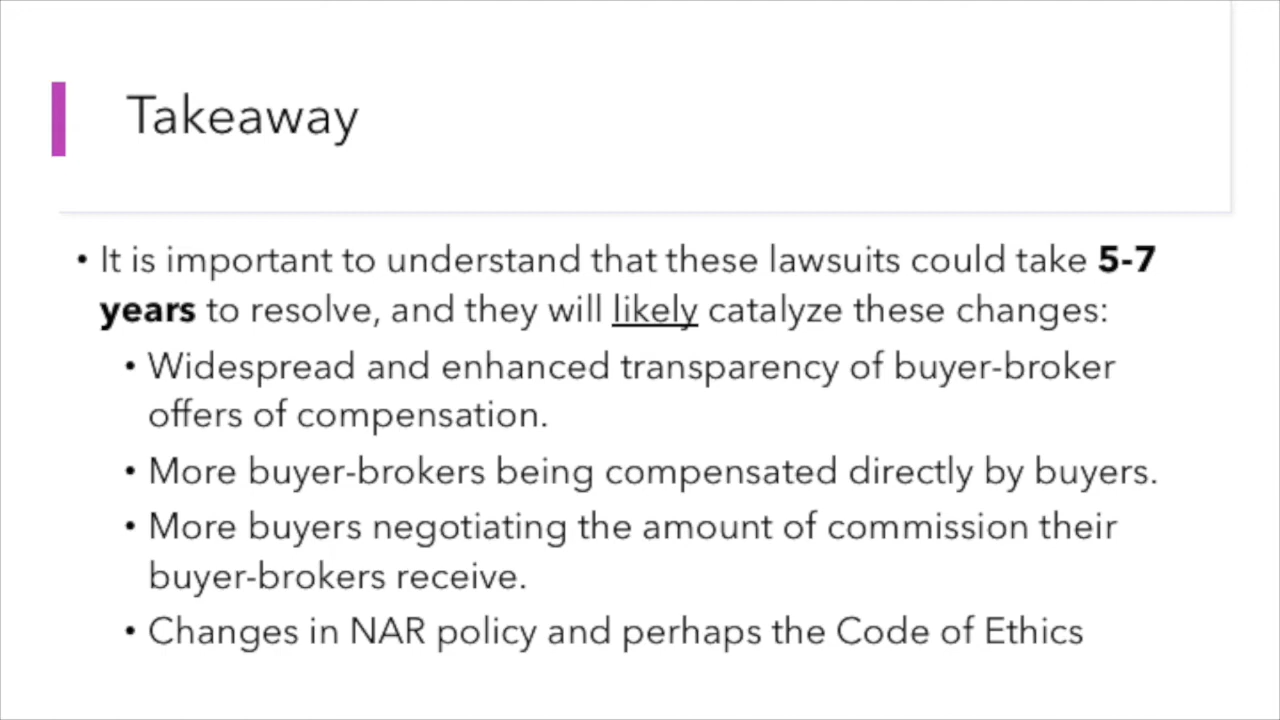 Takeaway
• It is important to understand that these lawsuits could take 5-7
years to resolve, and they will likely catalyze these changes:
• Widespread and enhanced transparency of buyer-broker
offers of compensation.
• More buyer-brokers being compensated directly by buyers.
• More buyers negotiating the amount of commission their
buyer-brokers receive.
• Changes in NAR policy and perhaps the Code of Ethics